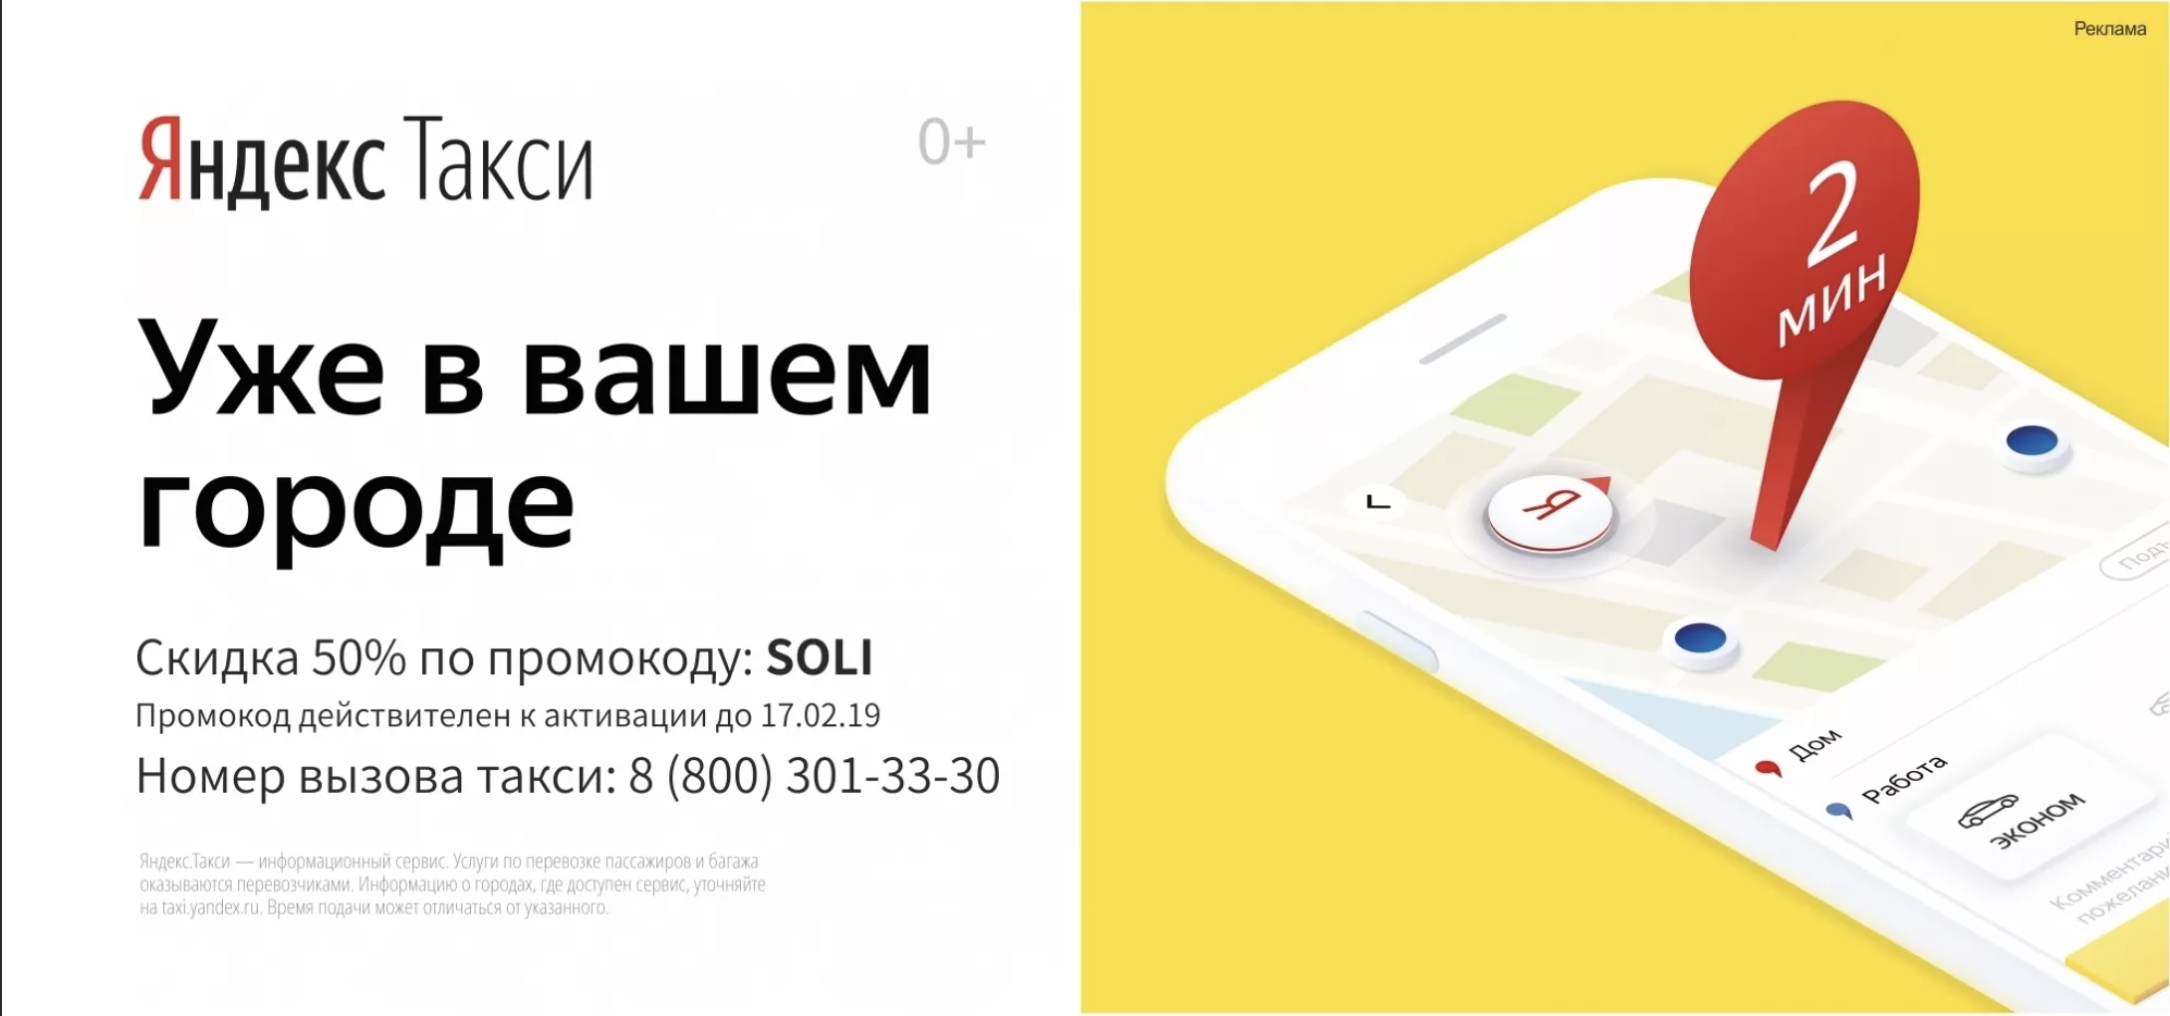 Реклама
Яндекс Такси
0+
Уже в вашем
городе
Скидка 50% по промокоду: SOLI
Промокод действителен к активации до 17.02.19
Номер вызова такси: 8 (800) 301-33-30
Яндекс.Такси — информационный сервис. Услуги по перевозке пассажиров и багажа
оказываются перевозчиками. Информацию о городах, где доступен сервис, уточняйте
на taxi.yandex.ru. Время подачи может отличаться от указанного.
2
мин
Я
Дом
Работа
эконом